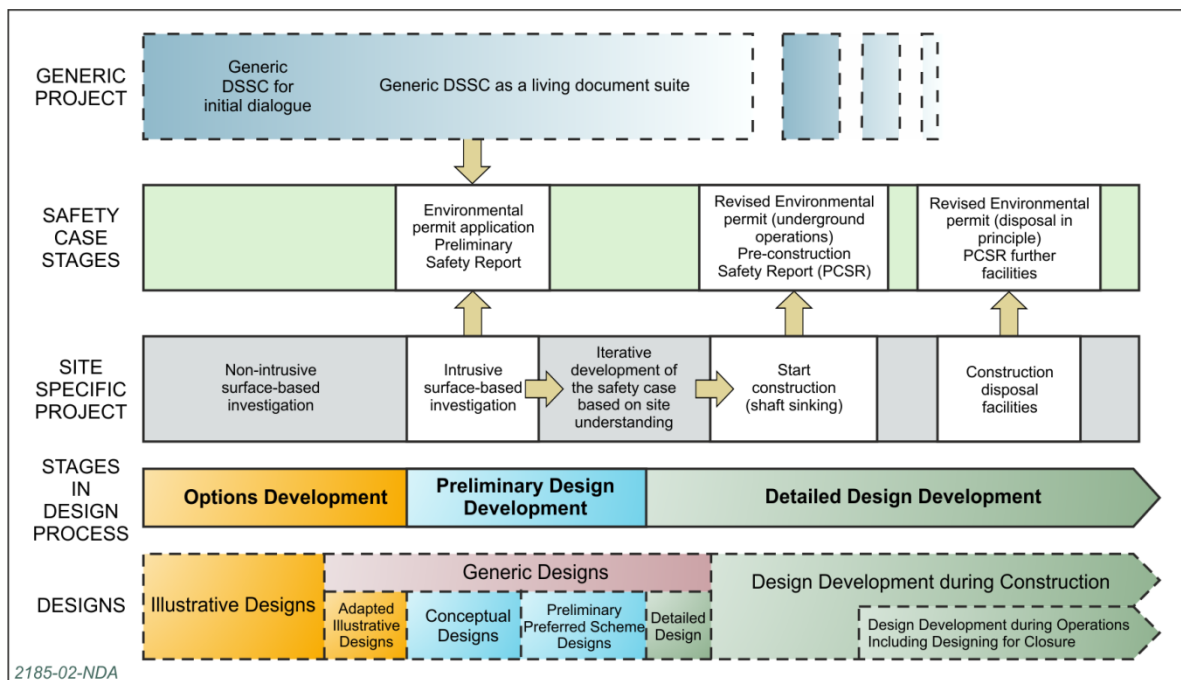 GENERIC
PROJECT
Generic
DSSC for
initial dialogue
Generic DSSC as a living document suite
SAFETY
CASE
STAGES
Environmental
permit application
Preliminary
Safety Report
Revised Environmental
permit (underground
operations)
Pre-construction
Safety Report (PCSR)
Revised Environmental
permit (disposal in
principle)
PCSR further
facilities
SITE
SPECIFIC
PROJECT
Non-intrusive
surface-based
investigation
Intrusive
surface-based
investigation
Iterative
development of
the safety case
based on site
understanding
Start
construction
(shaft sinking)
Construction
disposal
facilities
STAGES
IN
DESIGN
PROCESS
Options Development
Preliminary Design
Development
Detailed Design Development
DESIGNS
Illustrative Designs
Generic Designs
Adapted
Illustrative
Designs
Conceptual
Designs
Preliminary
Preferred Scheme
Designs
Detailed
Design
Design Development during Construction
Design Development during Operations
Including Designing for Closure
2185-02-NDA